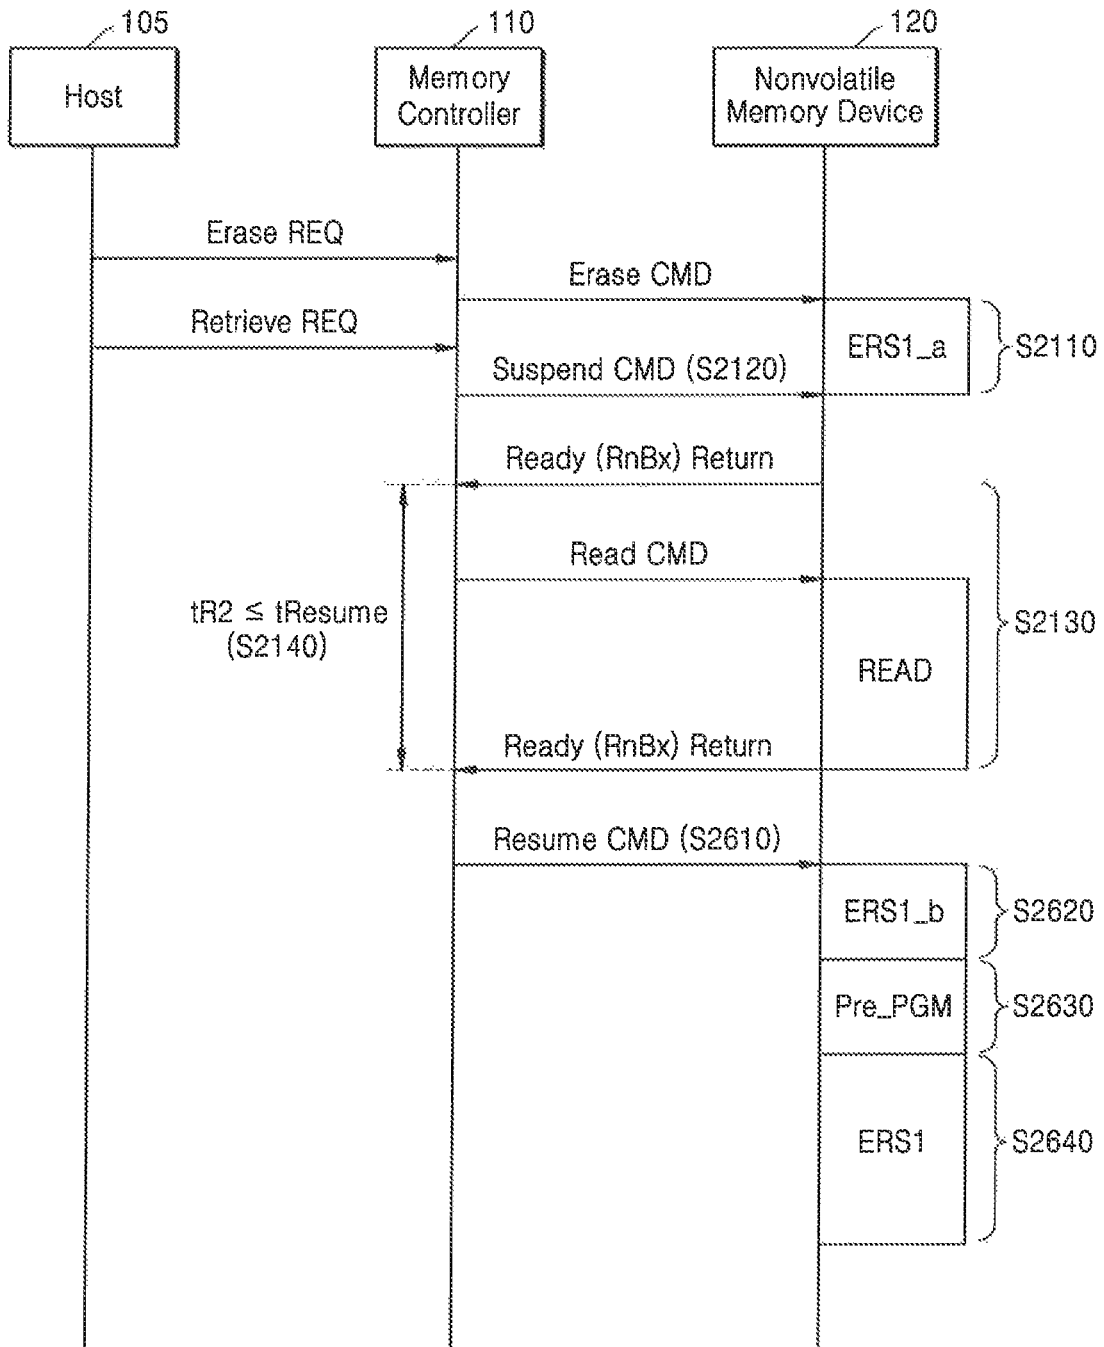 105
110
120
Host
Memory
Controller
Nonvolatile
Memory Device
Erase REQ
Erase CMD
Retrieve REQ
ERS1_a
S2110
Suspend CMD (S2120)
Ready (RnBx) Return
Read CMD
tR2 ≤ tResume
(S2140)
S2130
READ
Ready (RnBx) Return
Resume CMD (S2610)
ERS1_b
S2620
Pre_PGM
S2630
ERS1
S2640